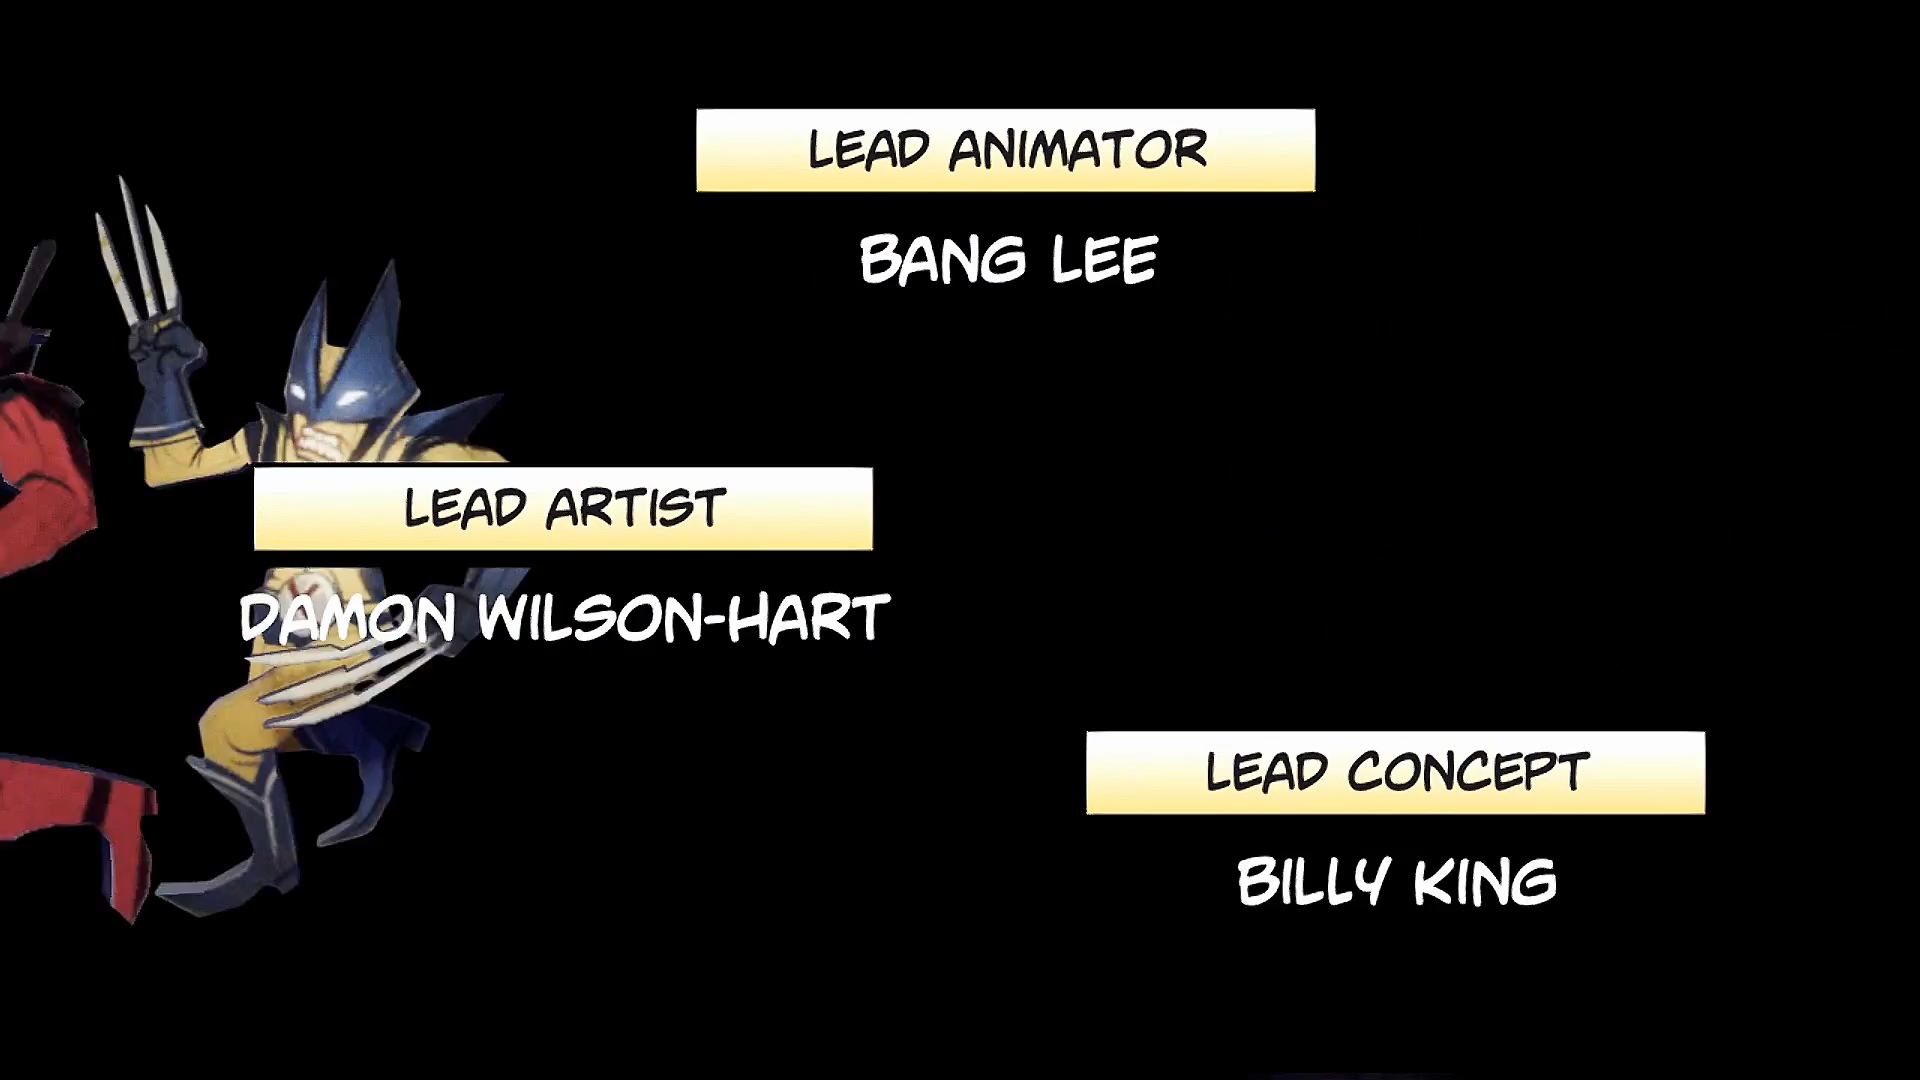 LEAD ANIMATOR
BANG LEE
LEAD ARTIST
DAMON WILSON-HART
LEAD CONCEPT
BILLY KING